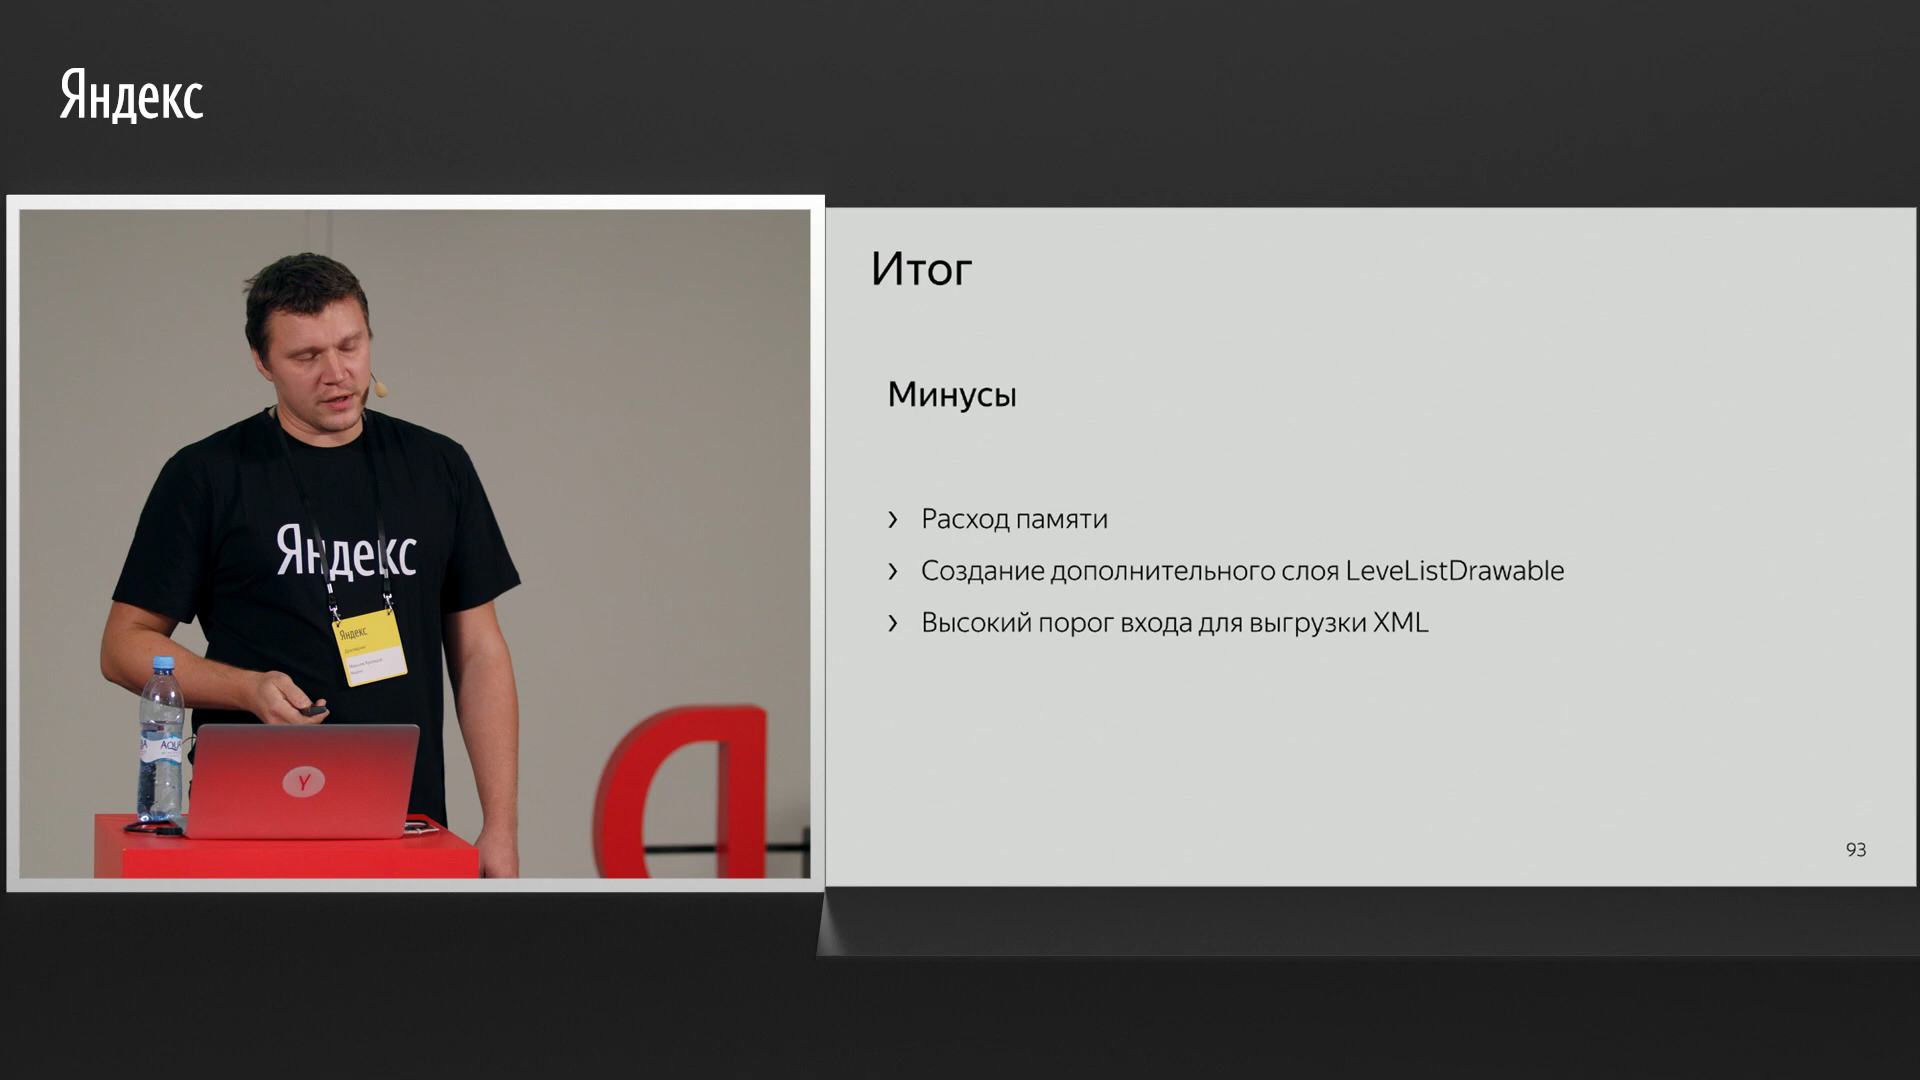 Яндекс
Яндекс
Яндекс
Y
Итог
Минусы
› Расход памяти
› Создание дополнительного слоя LeveListDrawable
› Высокий порог входа для выгрузки XML
93